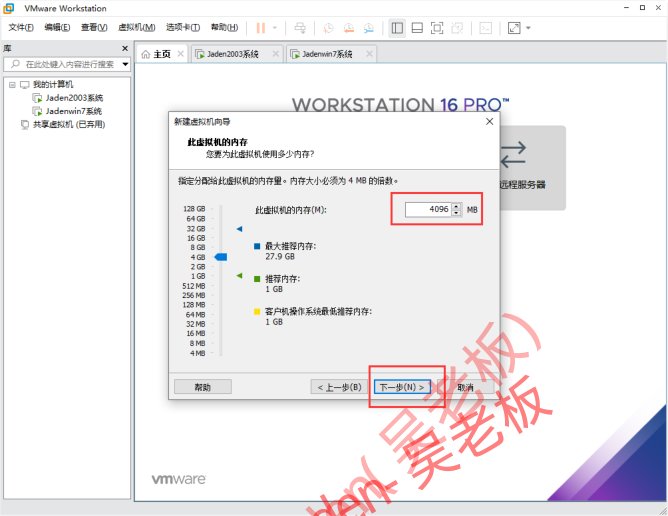 VMware Workstation
文件(F) 编辑(E) 查看(V) 虚拟机(M) 选项卡(T) 帮助(H)
库
在此处键入内容进行搜索
我的计算机
Jaden2003系统
Jadenwin7系统
共享虚拟机 (已弃用)
主页 Jaden2003系统 Jadenwin7系统
WORKSTATION 16 PRO™
远程服务器
新建虚拟机向导
此虚拟机的内存
您要为此虚拟机使用多少内存?
指定分配给此虚拟机的内存量。内存大小必须为 4 MB 的倍数。
此虚拟机的内存(M): 4096 MB
128 GB
64 GB
32 GB
16 GB
8 GB
4 GB
2 GB
1 GB
512 MB
256 MB
128 MB
64 MB
32 MB
16 MB
8 MB
4 MB
最大推荐内存:
27.9 GB
推荐内存:
1 GB
客户机操作系统最低推荐内存:
1 GB
帮助 < 上一步(B) 下一步(N) > 取消
vmware
吴老板)
吴老板